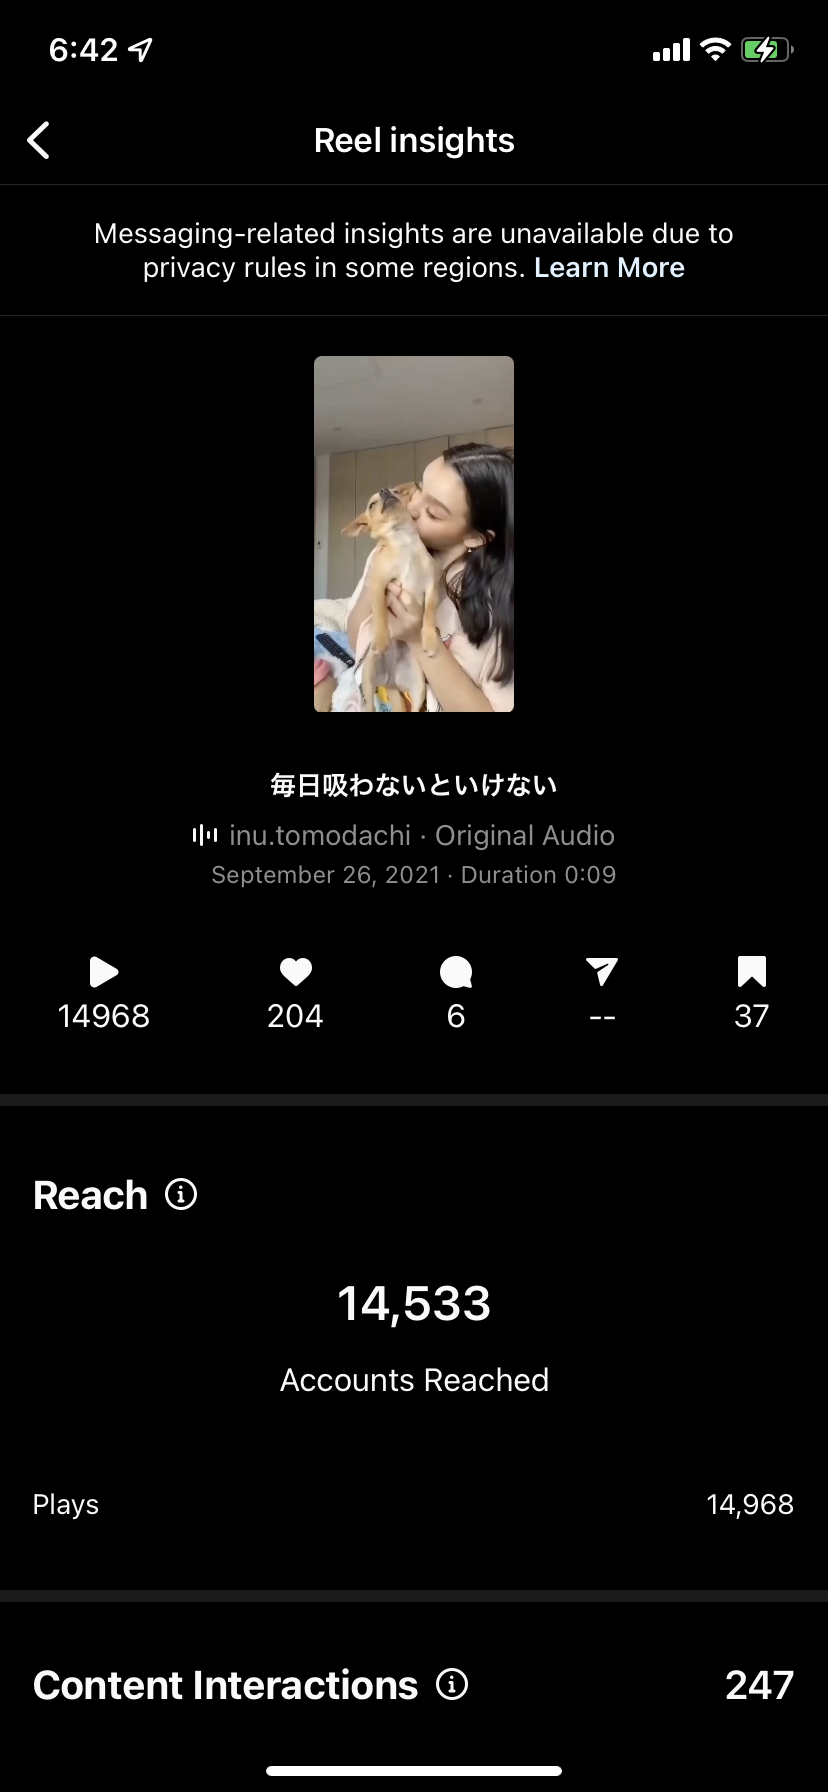 6:42
Reel insights
Messaging-related insights are unavailable due to
privacy rules in some regions. Learn More
毎日吸わないといけない
inu.tomodachi · Original Audio
September 26, 2021 · Duration 0:09
14968 204 6 -- 37
Reach
14,533
Accounts Reached
Plays 14,968
Content Interactions 247